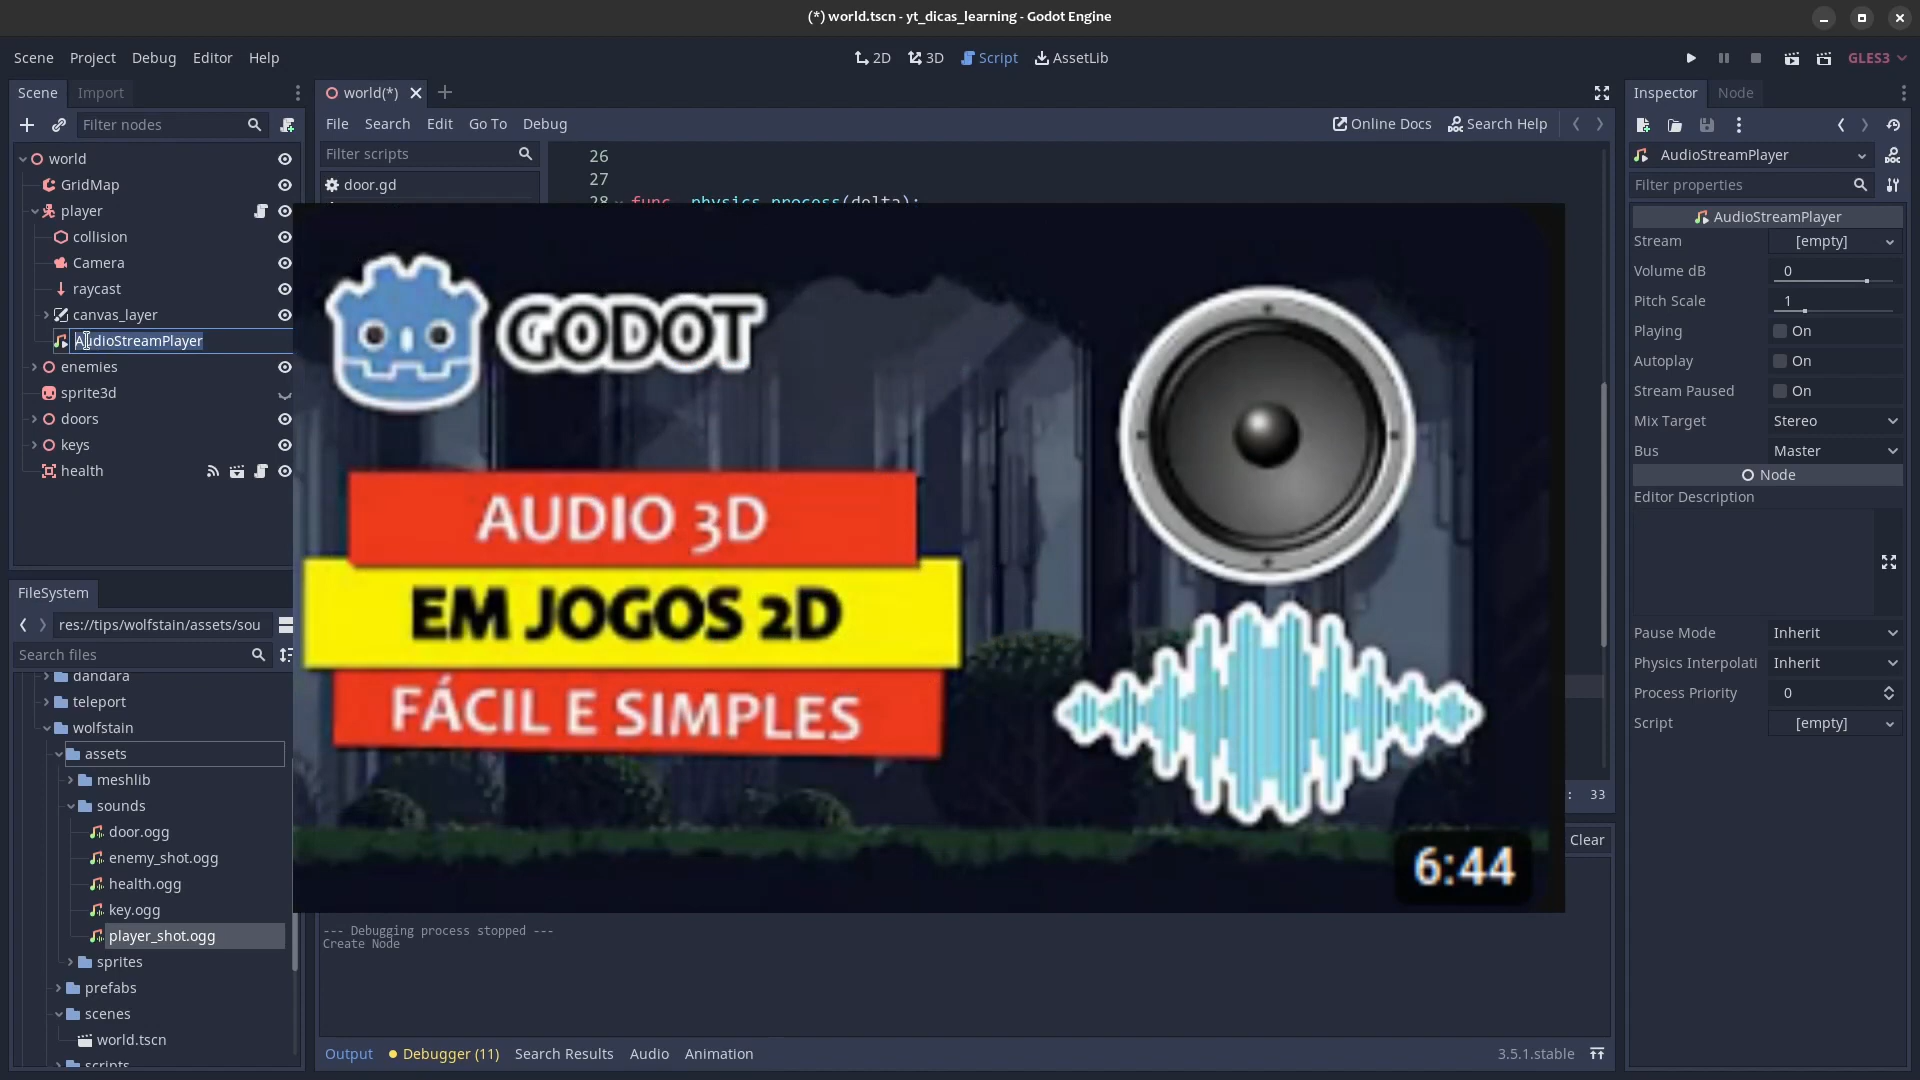 (*) world.tscn - yt_dicas_learning - Godot Engine
Scene Project Debug Editor Help
2D 3D Script AssetLib
GLES3
Scene Import
Filter nodes
world
GridMap
player
collision
Camera
raycast
canvas_layer
AudioStreamPlayer
enemies
sprite3d
doors
keys
health
FileSystem
res://tips/wolfstain/assets/sou
Search files
dandara
teleport
wolfstain
assets
meshlib
sounds
door.ogg
enemy_shot.ogg
health.ogg
key.ogg
player_shot.ogg
sprites
prefabs
scenes
world.tscn
scripts
world(*)
File Search Edit Go To Debug
Online Docs Search Help
Filter scripts
door.gd
26
27
28 func _physics_process(delta):
GODOT
AUDIO 3D
EM JOGOS 2D
FÁCIL E SIMPLES
6:44
: 33
Clear
--- Debugging process stopped ---
Create Node
Output Debugger (11) Search Results Audio Animation
3.5.1.stable
Inspector Node
AudioStreamPlayer
Filter properties
AudioStreamPlayer
Stream [empty]
Volume dB 0
Pitch Scale 1
Playing On
Autoplay On
Stream Paused On
Mix Target Stereo
Bus Master
Node
Editor Description
Pause Mode Inherit
Physics Interpolati Inherit
Process Priority 0
Script [empty]